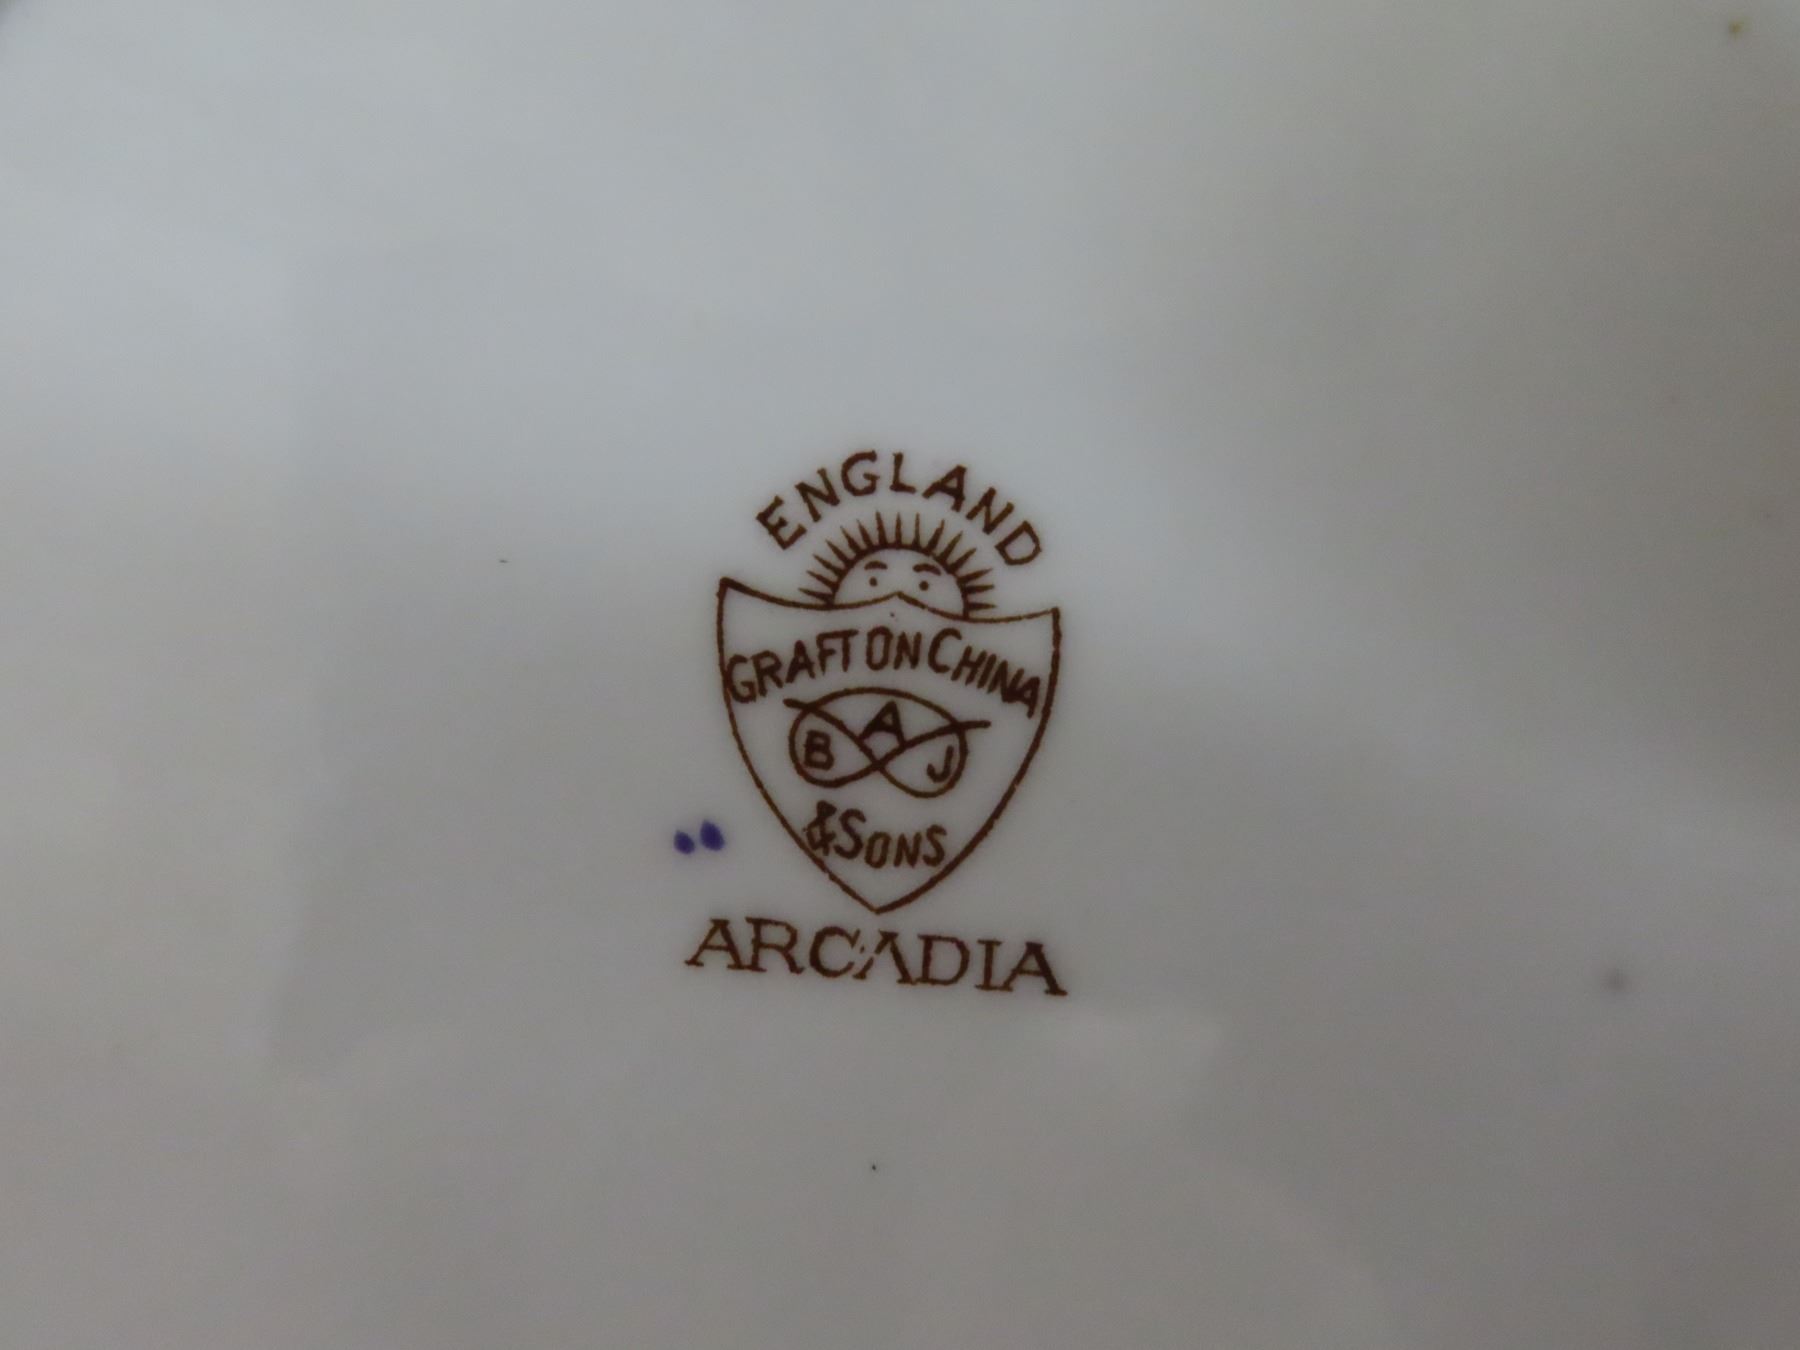 ENGLAND
GRAFTON CHINA
A
B J
& SONS
ARCADIA